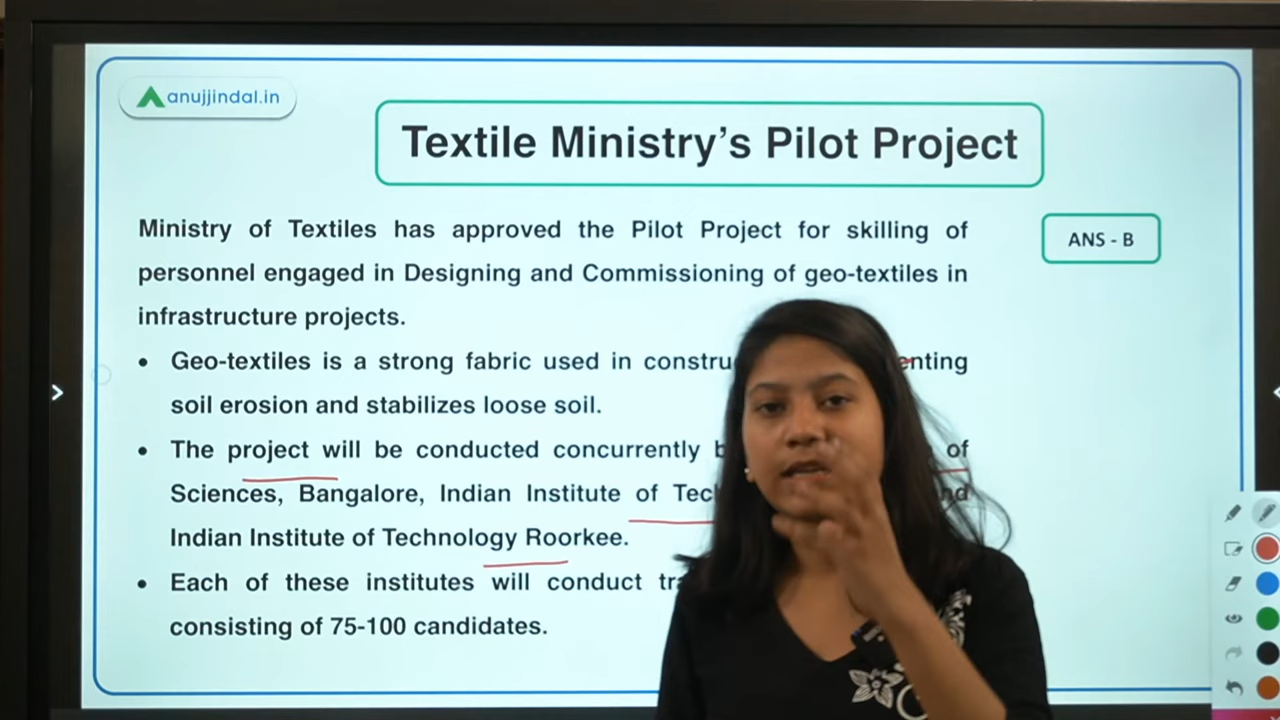 anujjindal.in
Textile Ministry's Pilot Project
Ministry of Textiles has approved the Pilot Project for skilling of
ANS - B
personnel engaged in Designing and Commissioning of geo-textiles in
infrastructure projects.
• Geo-textiles is a strong fabric used in constru enting
soil erosion and stabilizes loose soil.
• The project will be conducted concurrently b of
Sciences, Bangalore, Indian Institute of Tec nd
Indian Institute of Technology Roorkee.
• Each of these institutes will conduct tra
consisting of 75-100 candidates.